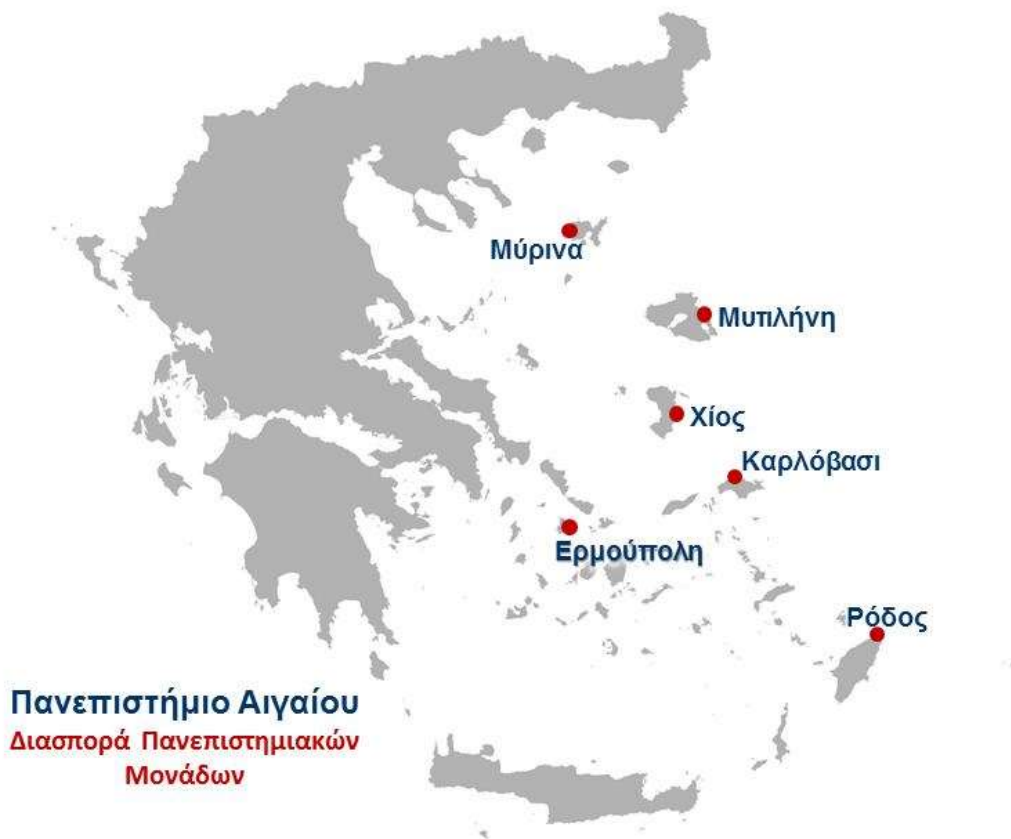 Μύρινα
Μυτιλήνη
Χίος
Καρλόβασι
Ερμούπολη
Ρόδος
Πανεπιστήμιο Αιγαίου
Διασπορά Πανεπιστημιακών
Μονάδων